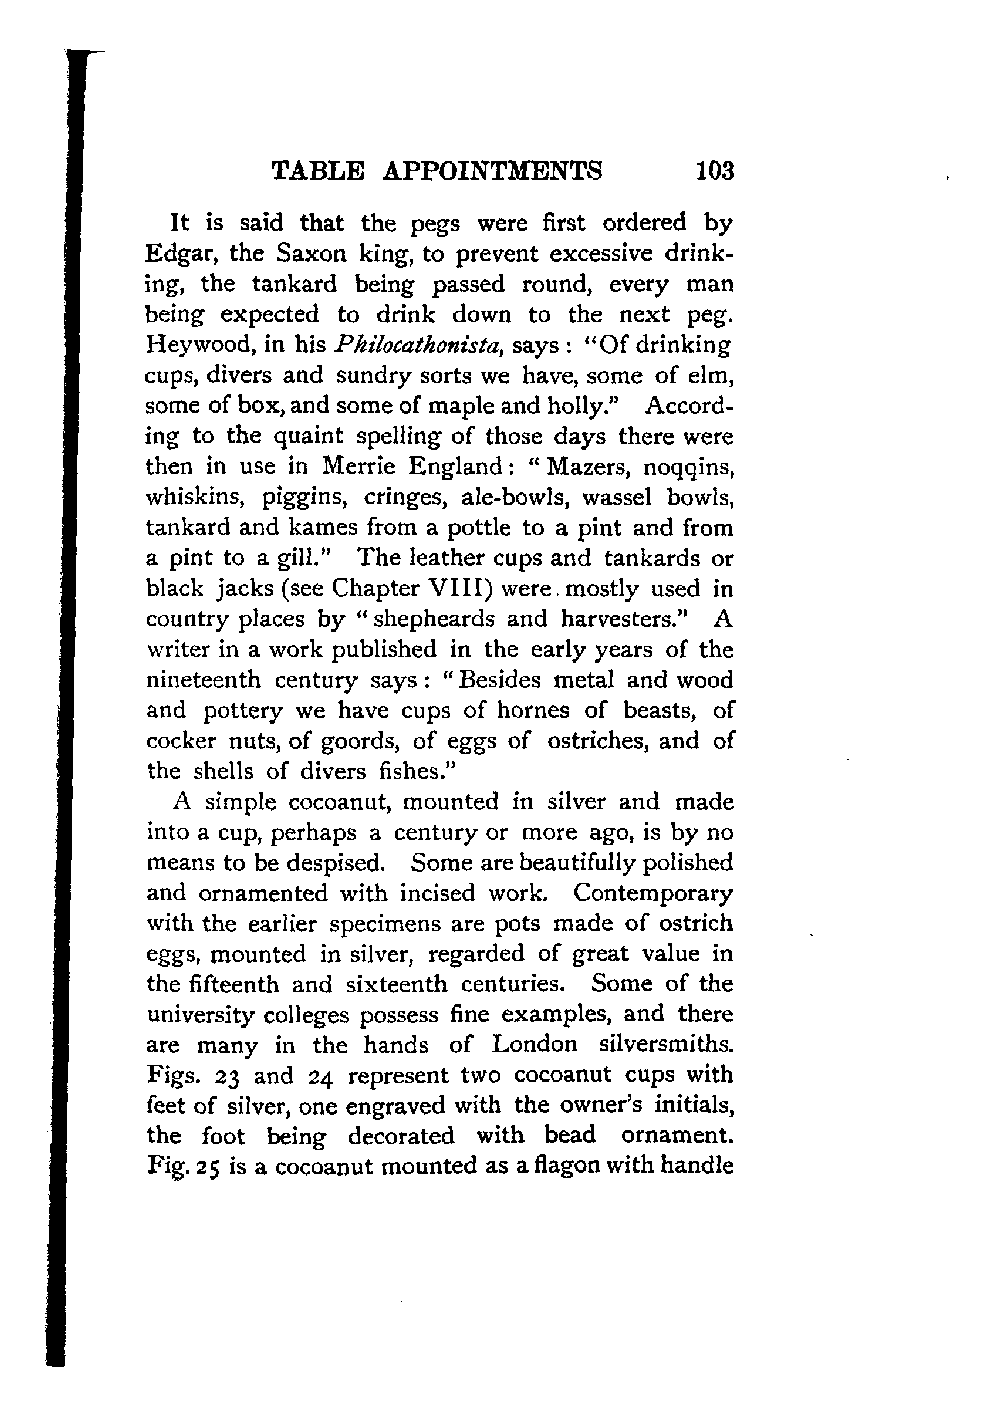 TABLE APPOINTMENTS 103
It is said that the pegs were first ordered by
Edgar, the Saxon king, to prevent excessive drink-
ing, the tankard being passed round, every man
being expected to drink down to the next peg.
Heywood, in his Philocathonista, says : "Of drinking
cups, divers and sundry sorts we have, some of elm,
some of box, and some of maple and holly." Accord-
ing to the quaint spelling of those days there were
then in use in Merrie England : " Mazers, noqqins,
whiskins, piggins, cringes, ale-bowls, wassel bowls,
tankard and kames from a pottle to a pint and from
a pint to a gill." The leather cups and tankards or
black jacks (see Chapter VIII) were mostly used in
country places by " shepheards and harvesters." A
writer in a work published in the early years of the
nineteenth century says : " Besides metal and wood
and pottery we have cups of hornes of beasts, of
cocker nuts, of goords, of eggs of ostriches, and of
the shells of divers fishes."
A simple cocoanut, mounted in silver and made
into a cup, perhaps a century or more ago, is by no
means to be despised. Some are beautifully polished
and ornamented with incised work. Contemporary
with the earlier specimens are pots made of ostrich
eggs, mounted in silver, regarded of great value in
the fifteenth and sixteenth centuries. Some of the
university colleges possess fine examples, and there
are many in the hands of London silversmiths.
Figs. 23 and 24 represent two cocoanut cups with
feet of silver, one engraved with the owner's initials,
the foot being decorated with bead ornament.
Fig. 25 is a cocoanut mounted as a flagon with handle